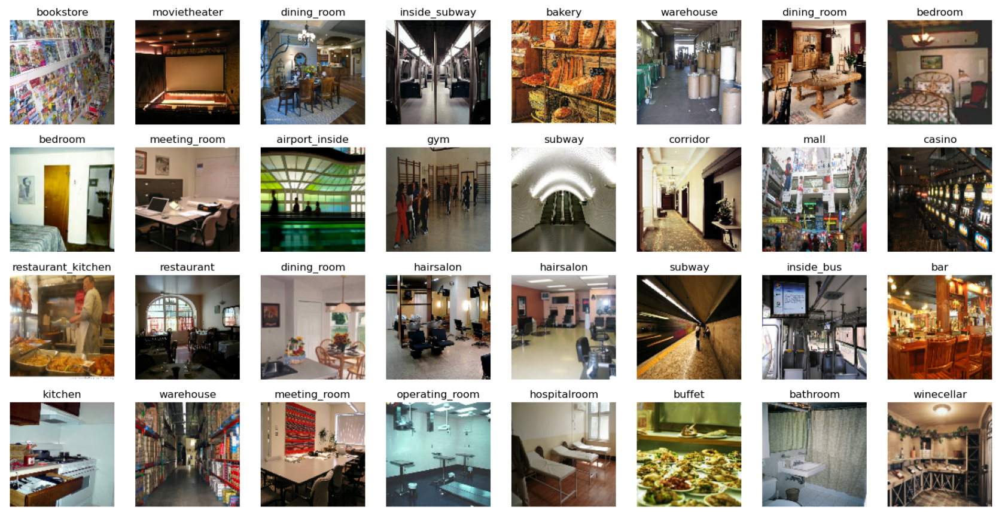 bookstore
movietheater
dining_room
inside_subway
bakery
warehouse
dining_room
bedroom
bedroom
meeting_room
airport_inside
gym
subway
corridor
mall
casino
restaurant_kitchen
restaurant
dining_room
hairsalon
hairsalon
subway
inside_bus
bar
kitchen
warehouse
meeting_room
operating_room
hospitalroom
buffet
bathroom
winecellar